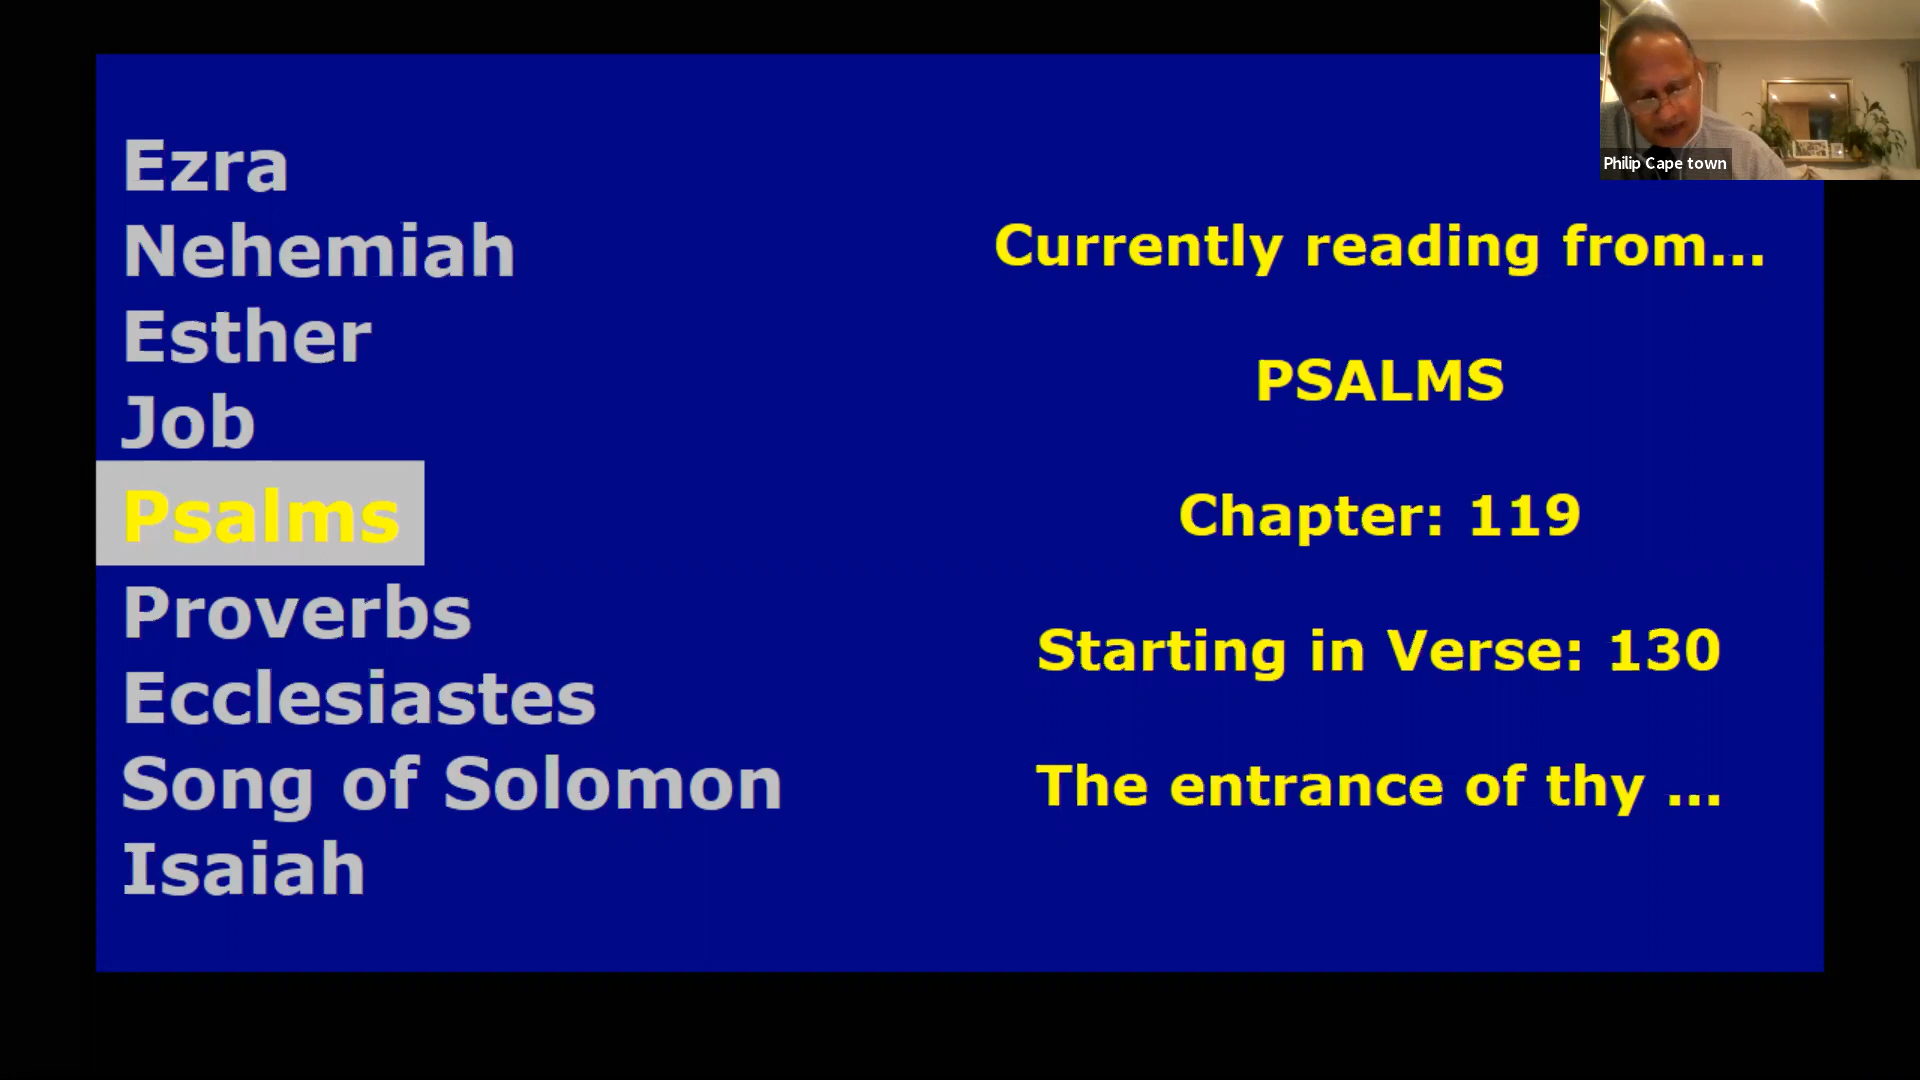 Ezra
Nehemiah
Esther
Job
Psalms
Proverbs
Ecclesiastes
Song of Solomon
Isaiah
Currently reading from...
PSALMS
Chapter: 119
Starting in Verse: 130
The entrance of thy ...
Philip Cape town